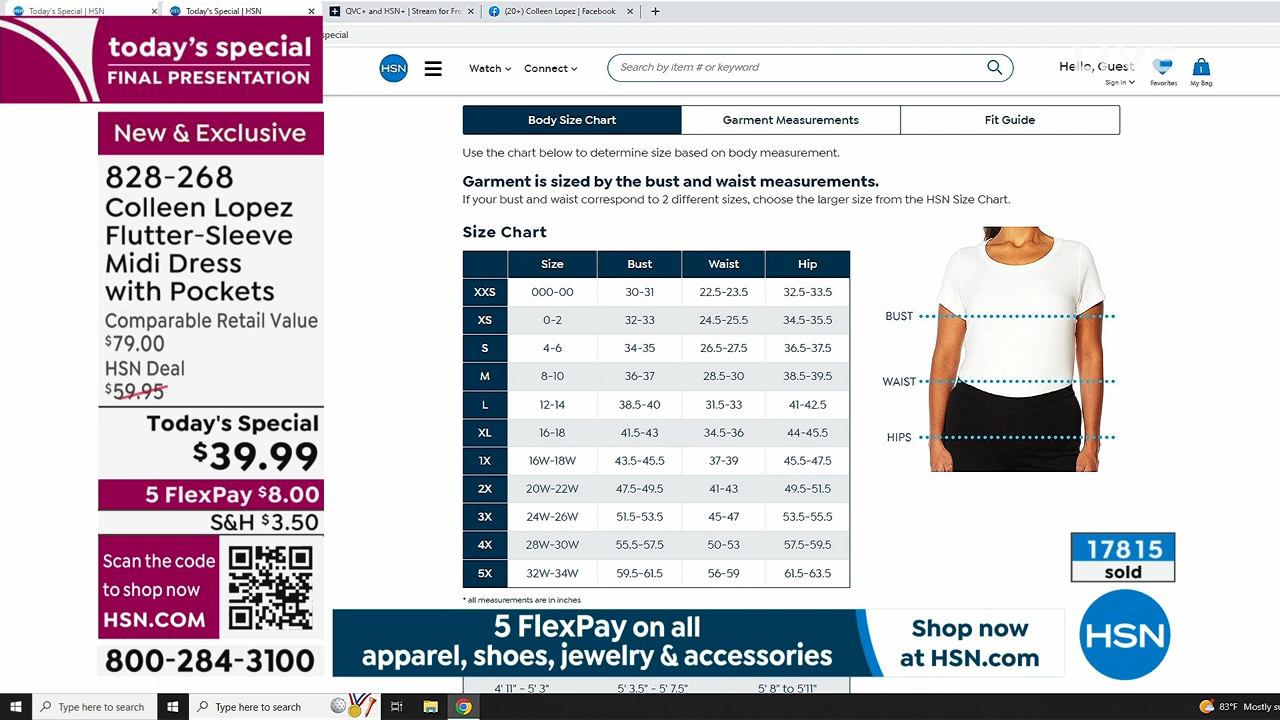 Today's Special | HSN
Today's Special | HSN
QVC+ and HSN+ | Stream for Fre
(20+) Colleen Lopez | Facebook
today's special
FINAL PRESENTATION
special
HSN
Watch
Connect
Search by item # or keyword
Hello, Guest
Sign In
Favorites
1
My Bag
New & Exclusive
828-268
Colleen Lopez
Flutter-Sleeve
Midi Dress
with Pockets
Comparable Retail Value
$79.00
HSN Deal
$59.95
Today's Special
$39.99
5 FlexPay $8.00
S&H $3.50
Scan the code
to shop now
HSN.COM
800-284-3100
Body Size Chart Garment Measurements Fit Guide
Use the chart below to determine size based on body measurement.
Garment is sized by the bust and waist measurements.
If your bust and waist correspond to 2 different sizes, choose the larger size from the HSN Size Chart.
Size Chart
Size Bust Waist Hip
XXS 000-00 30-31 22.5-23.5 32.5-33.5
XS 0-2 32-33 24.5-25.5 34.5-35.5
S 4-6 34-35 26.5-27.5 36.5-37.5
M 8-10 36-37 28.5-30 38.5-39.5
L 12-14 38.5-40 31.5-33 41-42.5
XL 16-18 41.5-43 34.5-36 44-45.5
1X 16W-18W 43.5-45.5 37-39 45.5-47.5
2X 20W-22W 47.5-49.5 41-43 49.5-51.5
3X 24W-26W 51.5-53.5 45-47 53.5-55.5
4X 28W-30W 55.5-57.5 50-53 57.5-59.5
5X 32W-34W 59.5-61.5 56-59 61.5-63.5
* all measurements are in inches
BUST
WAIST
HIPS
17815
sold
5 FlexPay on all
apparel, shoes, jewelry & accessories
Shop now
at HSN.com
HSN
4' 11" - 5' 3" 5' 3.5" - 5' 7.5" 5' 8" to 5'11"
Type here to search
Type here to search
83°F Mostly su